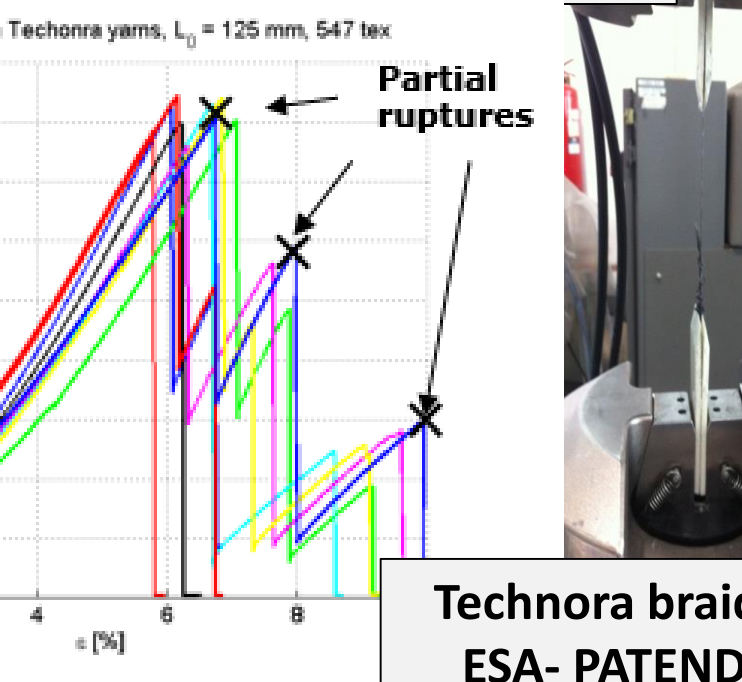 Techonra yarns, L0 = 125 mm, 547 tex
Partial
ruptures
4
6
8
ε [%]
Technora braid
ESA- PATEND